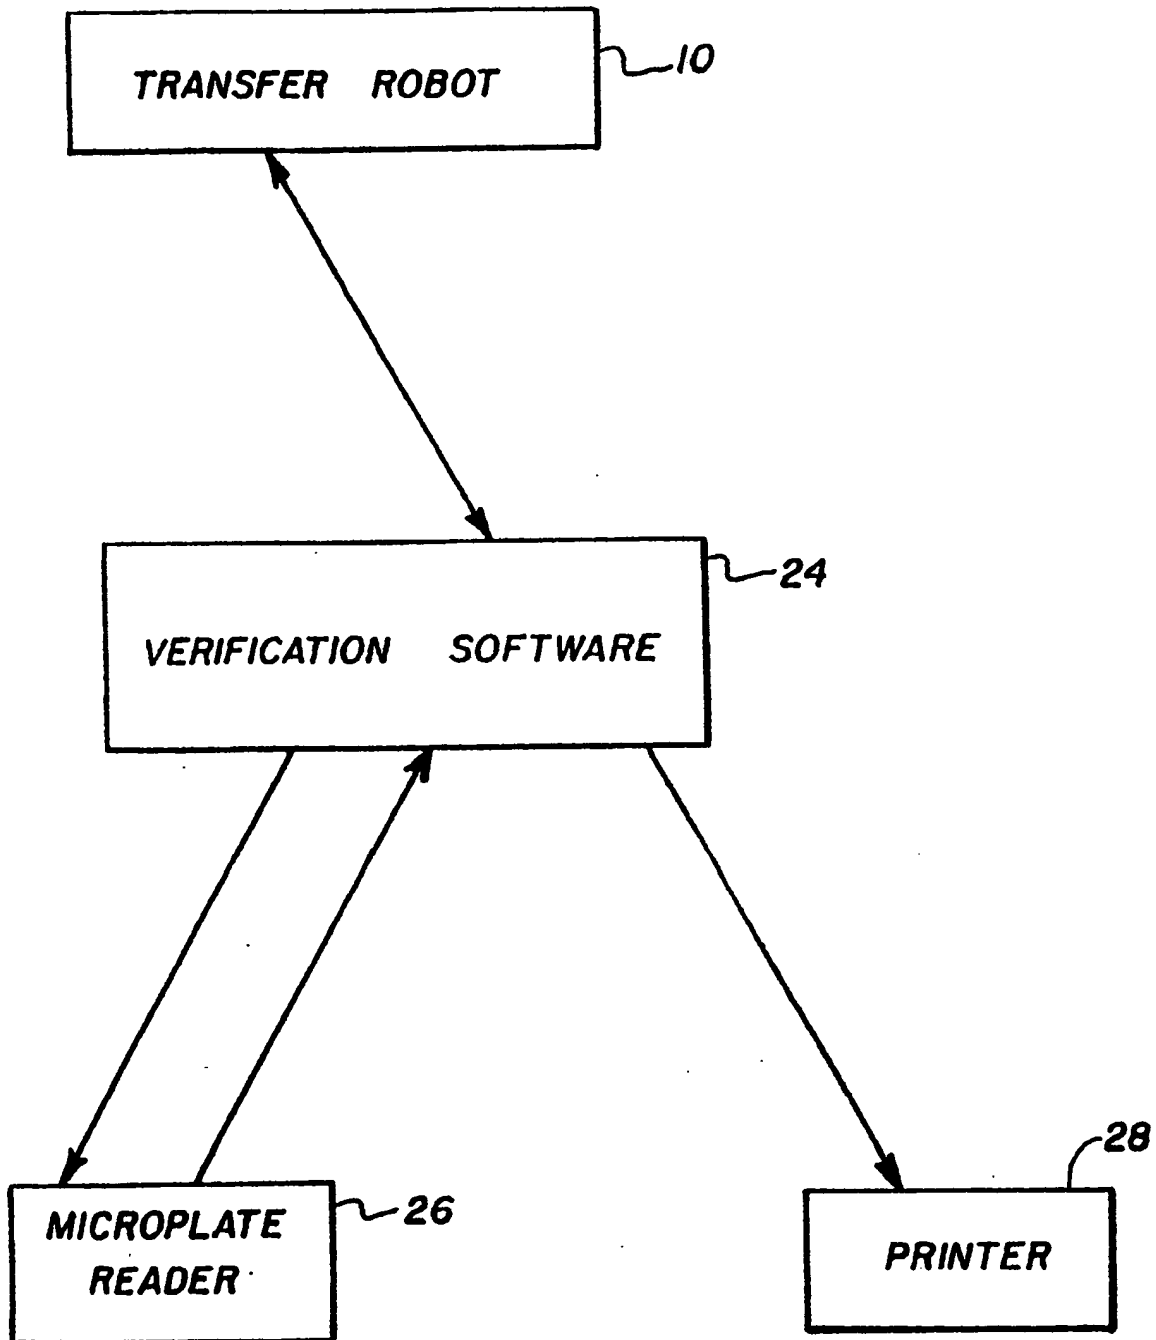 TRANSFER ROBOT
10
VERIFICATION SOFTWARE
24
MICROPLATE
READER
26
PRINTER
28